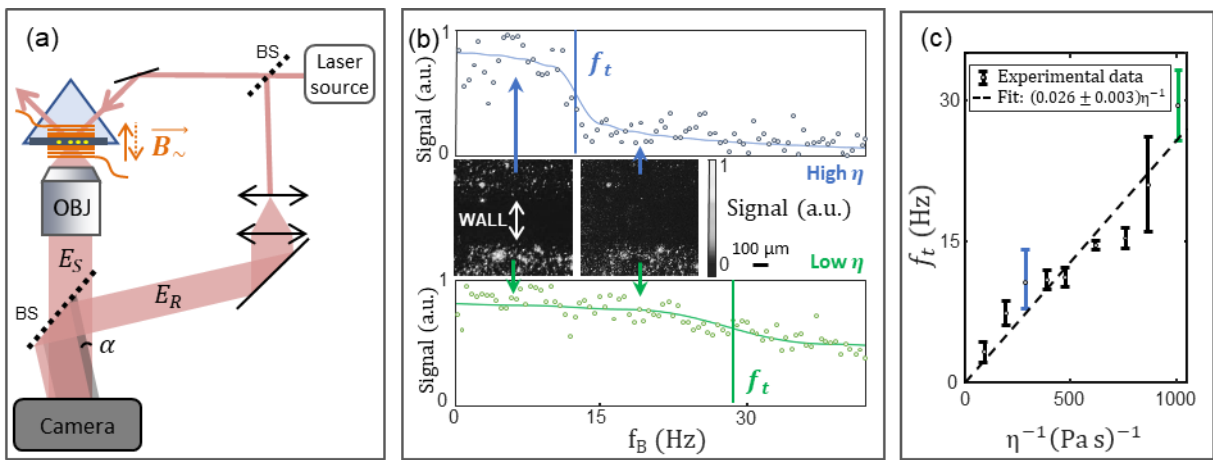 (a)
BS
Laser
source
B∼
OBJ
E_S
E_R
BS
α
Camera
(b)
1
Signal (a.u.)
0
f_t
High η
WALL
100 μm
1
0
Signal (a.u.)
Low η
1
Signal (a.u.)
0
f_t
0
15
30
f_B (Hz)
(c)
Experimental data
Fit: (0.026 ± 0.003)η⁻¹
30
15
0
f_t (Hz)
0
500
1000
η⁻¹(Pa s)⁻¹